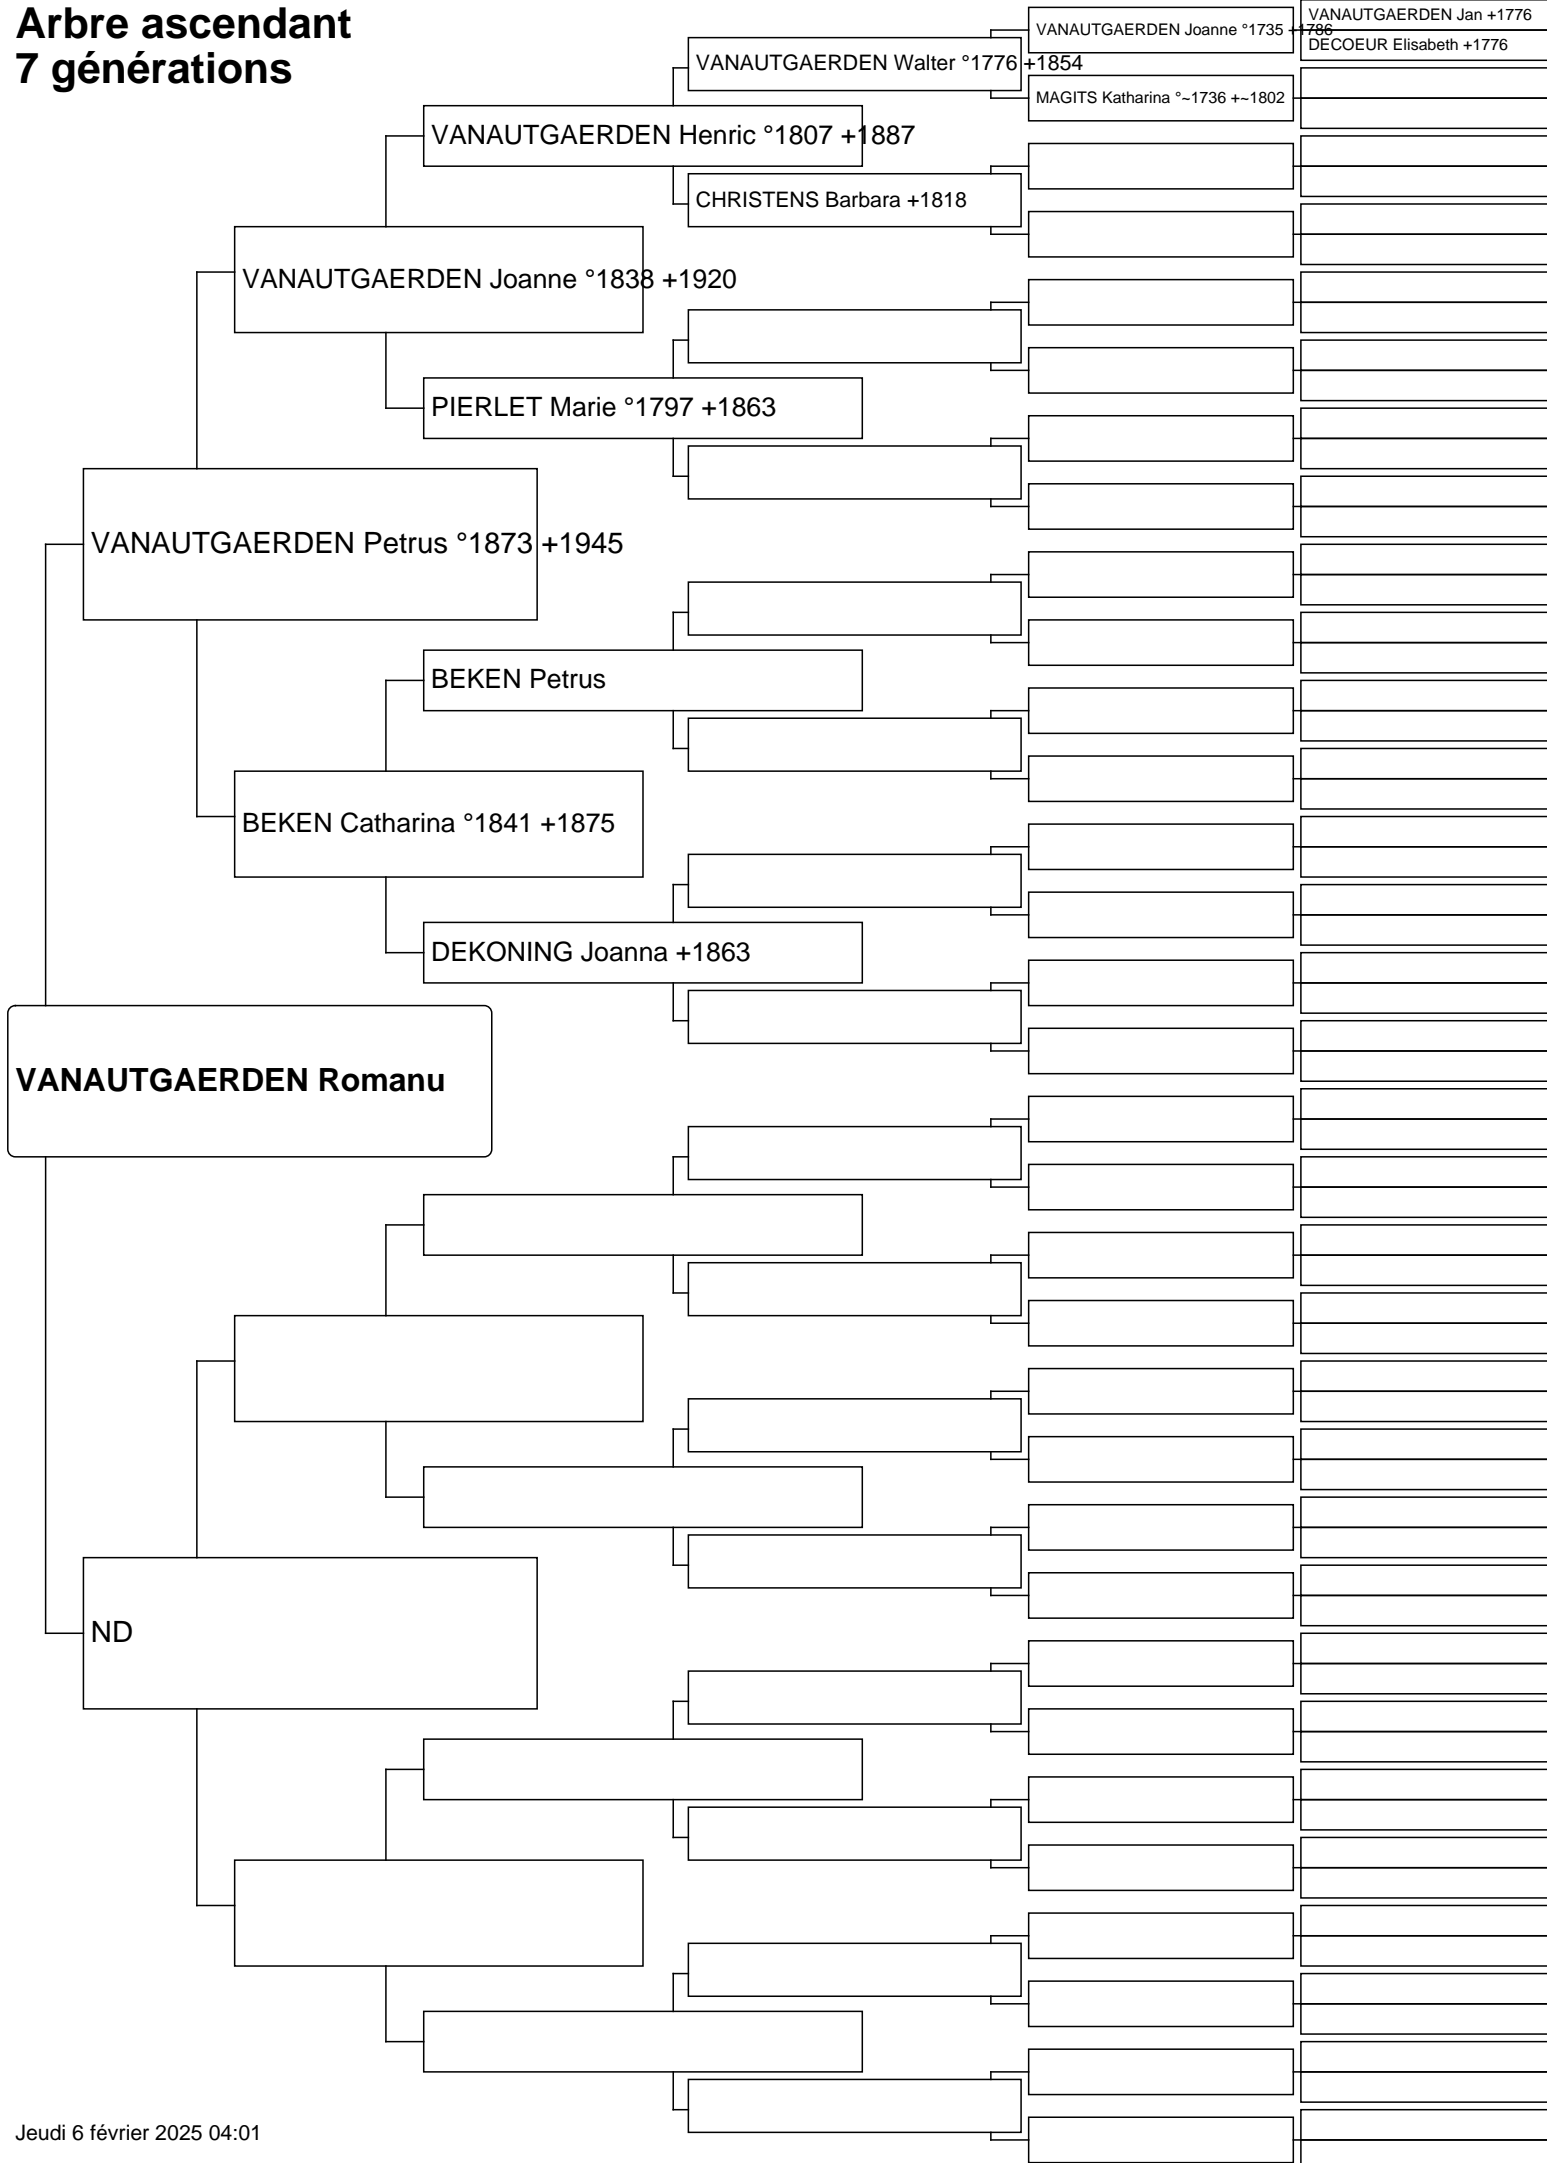 Arbre ascendant
7 générations
VANAUTGAERDEN Jan +1776
VANAUTGAERDEN Joanne °1735 +1786
DECOEUR Elisabeth +1776
VANAUTGAERDEN Walter °1776 +1854
MAGITS Katharina °~1736 +~1802
VANAUTGAERDEN Henric °1807 +1887
CHRISTENS Barbara +1818
VANAUTGAERDEN Joanne °1838 +1920
PIERLET Marie °1797 +1863
VANAUTGAERDEN Petrus °1873 +1945
BEKEN Petrus
BEKEN Catharina °1841 +1875
DEKONING Joanna +1863
VANAUTGAERDEN Romanu
ND
Jeudi 6 février 2025 04:01